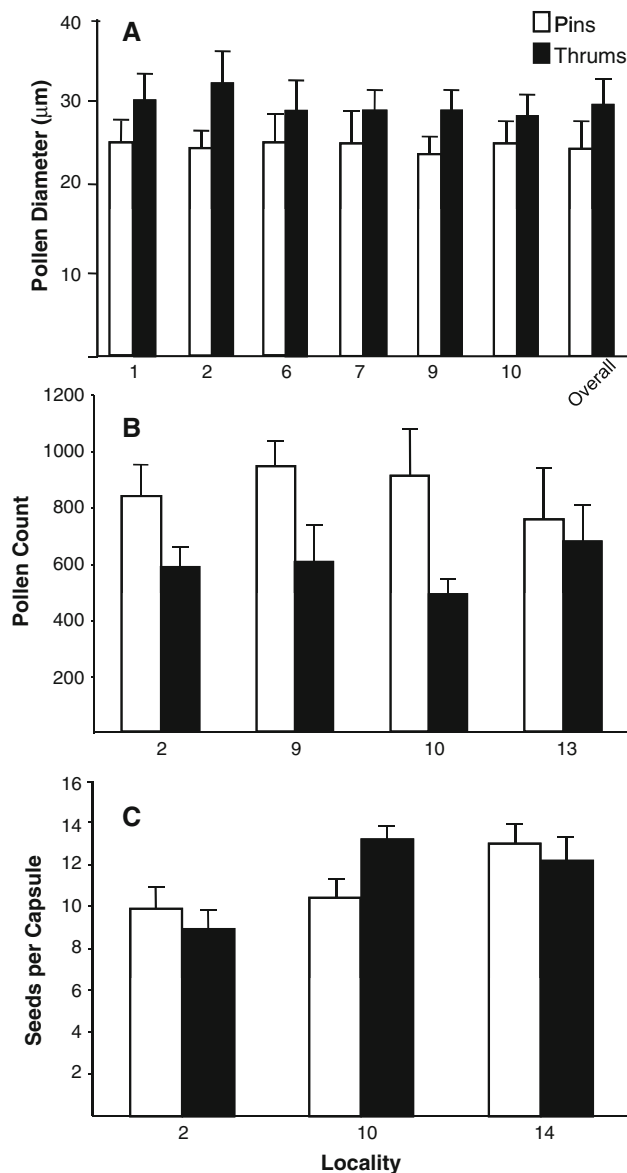 A
Pins
Thrums
Pollen Diameter (μm)
40
30
20
10
1 2 6 7 9 10 Overall
B
Pollen Count
1200
1000
800
600
400
200
2 9 10 13
C
Seeds per Capsule
16
14
12
10
8
6
4
2
2 10 14
Locality